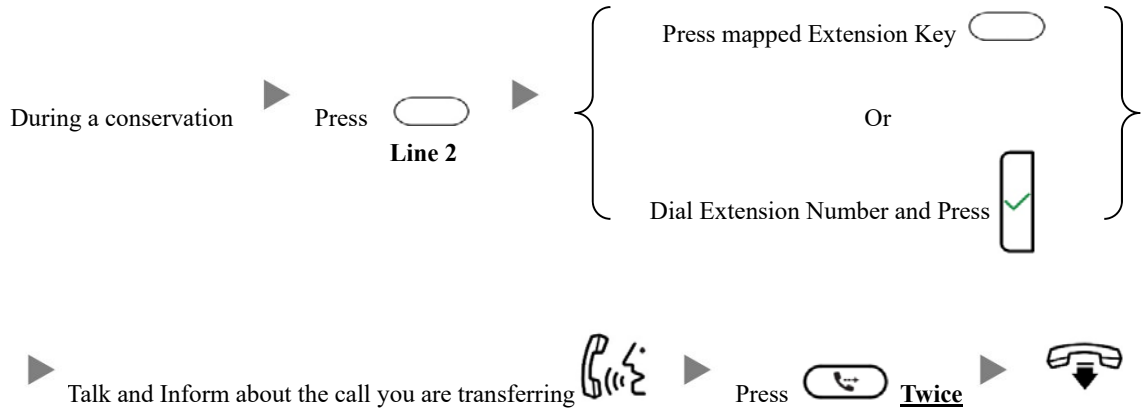 Press mapped Extension Key
During a conservation
Press
Or
Line 2
Dial Extension Number and Press
Talk and Inform about the call you are transferring
Press
Twice